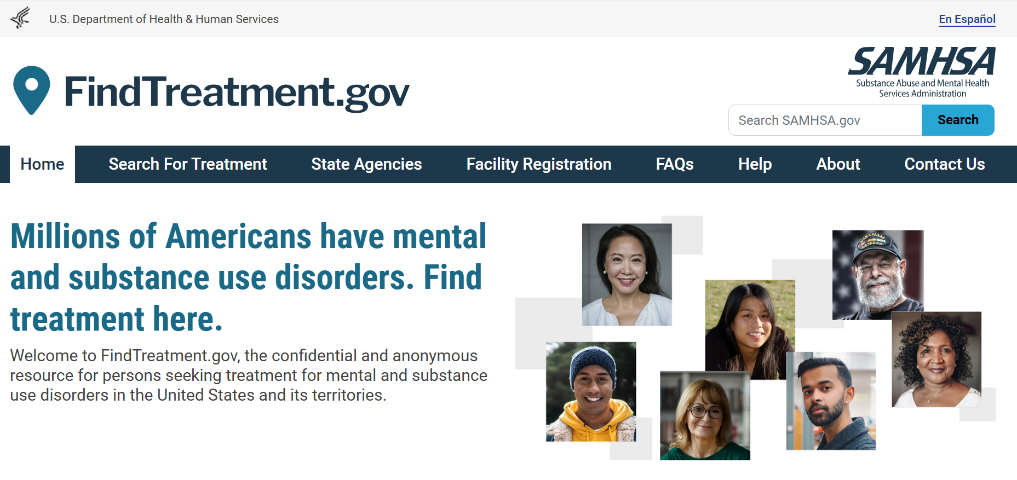 U.S. Department of Health & Human Services
En Español
FindTreatment.gov
SAMHSA
Substance Abuse and Mental Health
Services Administration
Search SAMHSA.gov
Search
Home
Search For Treatment
State Agencies
Facility Registration
FAQs
Help
About
Contact Us
Millions of Americans have mental
and substance use disorders. Find
treatment here.
Welcome to FindTreatment.gov, the confidential and anonymous
resource for persons seeking treatment for mental and substance
use disorders in the United States and its territories.